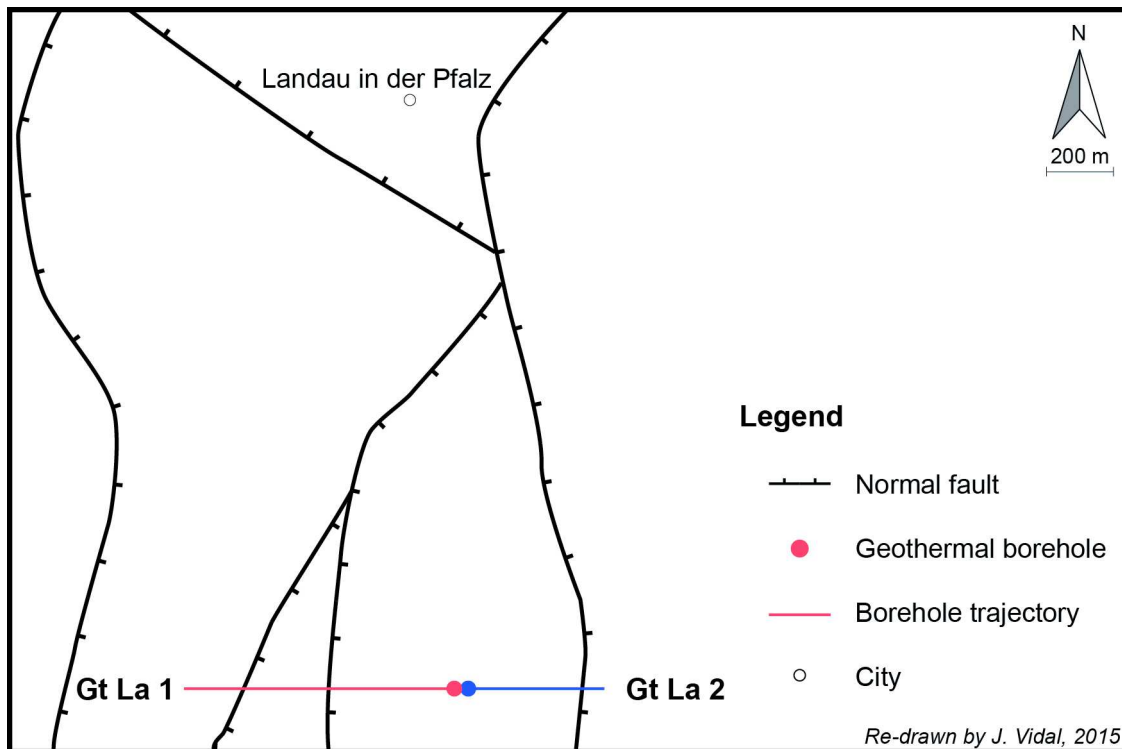 N
Landau in der Pfalz
200 m
Legend
Normal fault
Geothermal borehole
Borehole trajectory
City
Gt La 1
Gt La 2
Re-drawn by J. Vidal, 2015